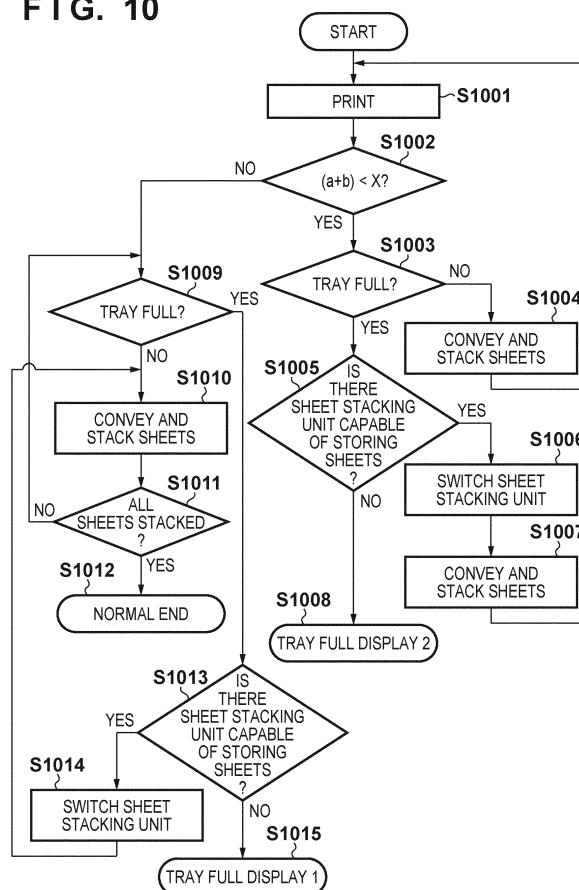 FIG. 10
START
PRINT
S1001
S1002
(a+b) < X?
NO
YES
S1003
TRAY FULL?
NO
YES
S1004
CONVEY AND
STACK SHEETS
S1005
IS
THERE
SHEET STACKING
UNIT CAPABLE
OF STORING
SHEETS
?
YES
NO
S1006
SWITCH SHEET
STACKING UNIT
S1007
CONVEY AND
STACK SHEETS
S1008
TRAY FULL DISPLAY 2
S1009
TRAY FULL?
YES
NO
S1010
CONVEY AND
STACK SHEETS
S1011
ALL
SHEETS STACKED
?
NO
YES
S1012
NORMAL END
S1013
IS
THERE
SHEET STACKING
UNIT CAPABLE
OF STORING
SHEETS
?
YES
NO
S1014
SWITCH SHEET
STACKING UNIT
S1015
TRAY FULL DISPLAY 1